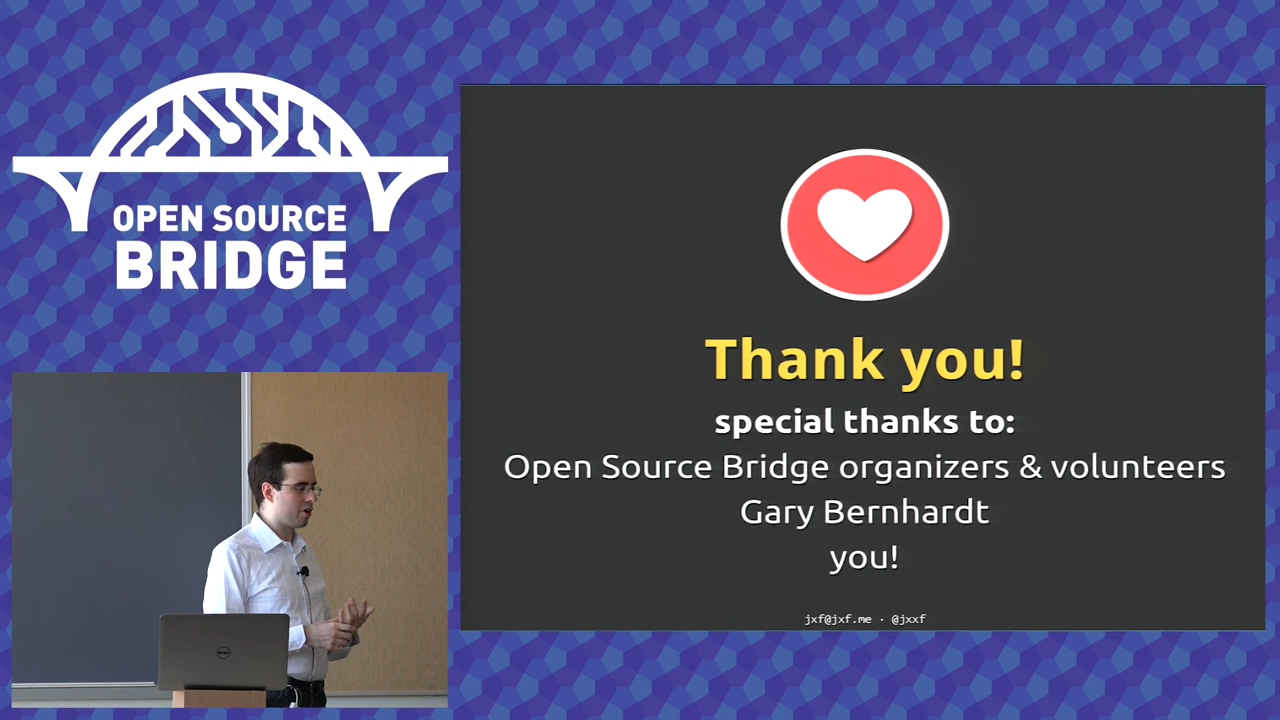 OPEN SOURCE
BRIDGE
Thank you!
special thanks to:
Open Source Bridge organizers & volunteers
Gary Bernhardt
you!
jxf@jxf.me · @jxxf
DELL